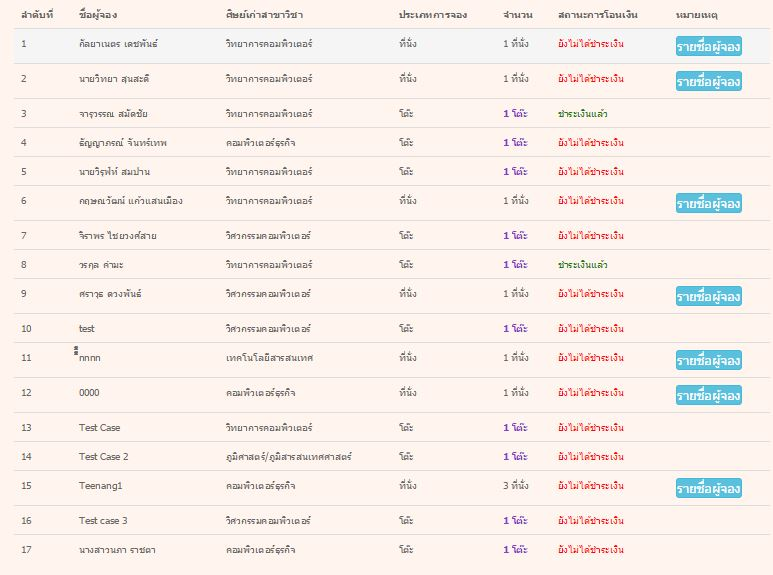 ลำดับที่ ชื่อผู้จอง ศิษย์เก่าสาขาวิชา ประเภทการจอง จำนวน สถานะการโอนเงิน หมายเหตุ
1 กัลยาเนตร เดชพันธ์ วิทยาการคอมพิวเตอร์ ที่นั่ง 1 ที่นั่ง ยังไม่ได้ชำระเงิน รายชื่อผู้จอง
2 นายวิทยา สุนสะดี วิทยาการคอมพิวเตอร์ ที่นั่ง 1 ที่นั่ง ยังไม่ได้ชำระเงิน รายชื่อผู้จอง
3 จารุวรรณ สมัดชัย วิทยาการคอมพิวเตอร์ โต๊ะ 1 โต๊ะ ชำระเงินแล้ว
4 ธัญญาภรณ์ จันทร์เทพ คอมพิวเตอร์ธุรกิจ โต๊ะ 1 โต๊ะ ยังไม่ได้ชำระเงิน
5 นายวิรุฬห์ สมปาน วิทยาการคอมพิวเตอร์ โต๊ะ 1 โต๊ะ ยังไม่ได้ชำระเงิน
6 กฤษณวัฒน์ แก้วแสนเมือง วิทยาการคอมพิวเตอร์ ที่นั่ง 1 ที่นั่ง ยังไม่ได้ชำระเงิน รายชื่อผู้จอง
7 จิราพร ไชยวงศ์สาย วิศวกรรมคอมพิวเตอร์ โต๊ะ 1 โต๊ะ ยังไม่ได้ชำระเงิน
8 วรกุล คำมะ วิทยาการคอมพิวเตอร์ โต๊ะ 1 โต๊ะ ชำระเงินแล้ว
9 ศราวุธ ดวงพันธ์ วิศวกรรมคอมพิวเตอร์ ที่นั่ง 1 ที่นั่ง ยังไม่ได้ชำระเงิน รายชื่อผู้จอง
10 test วิศวกรรมคอมพิวเตอร์ โต๊ะ 1 โต๊ะ ยังไม่ได้ชำระเงิน
11 nnnn เทคโนโลยีสารสนเทศ ที่นั่ง 1 ที่นั่ง ยังไม่ได้ชำระเงิน รายชื่อผู้จอง
12 0000 คอมพิวเตอร์ธุรกิจ ที่นั่ง 1 ที่นั่ง ยังไม่ได้ชำระเงิน รายชื่อผู้จอง
13 Test Case วิทยาการคอมพิวเตอร์ โต๊ะ 1 โต๊ะ ยังไม่ได้ชำระเงิน
14 Test Case 2 ภูมิศาสตร์/ภูมิสารสนเทศศาสตร์ โต๊ะ 1 โต๊ะ ยังไม่ได้ชำระเงิน
15 Teenang1 คอมพิวเตอร์ธุรกิจ ที่นั่ง 3 ที่นั่ง ยังไม่ได้ชำระเงิน รายชื่อผู้จอง
16 Test case 3 วิศวกรรมคอมพิวเตอร์ โต๊ะ 1 โต๊ะ ยังไม่ได้ชำระเงิน
17 นางสาวนภา ราชตา คอมพิวเตอร์ธุรกิจ โต๊ะ 1 โต๊ะ ยังไม่ได้ชำระเงิน